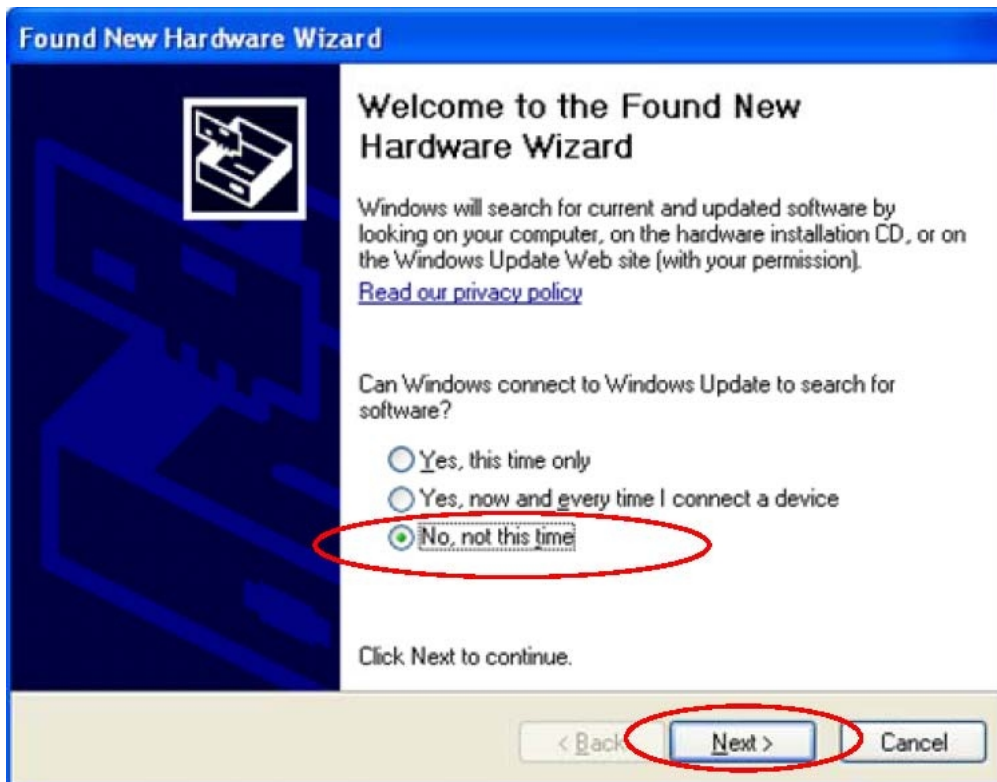 Found New Hardware Wizard
Welcome to the Found New
Hardware Wizard
Windows will search for current and updated software by
looking on your computer, on the hardware installation CD, or on
the Windows Update Web site (with your permission).
Read our privacy policy
Can Windows connect to Windows Update to search for
software?
Yes, this time only
Yes, now and every time I connect a device
No, not this time
Click Next to continue.
< Back
Next >
Cancel